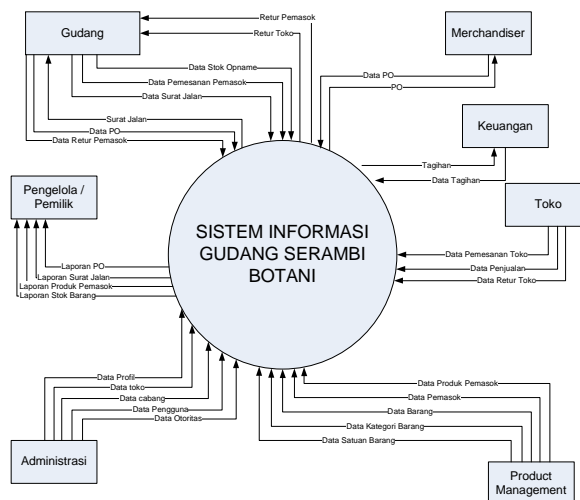 Retur Pemasok
Gudang
Retur Toko
Merchandiser
Data Stok Opname
Data PO
Data Pemesanan Pemasok
PO
Data Surat Jalan
Surat Jalan
Data PO
Data Retur Pemasok
Keuangan
Tagihan
Data Tagihan
Pengelola /
Pemilik
Toko
SISTEM INFORMASI
GUDANG SERAMBI
BOTANI
Data Pemesanan Toko
Data Penjualan
Data Retur Toko
Laporan PO
Laporan Surat Jalan
Laporan Produk Pemasok
Laporan Stok Barang
Data Profil
Data toko
Data cabang
Data Pengguna
Data Otoritas
Administrasi
Data Produk Pemasok
Data Pemasok
Data Barang
Data Kategori Barang
Data Satuan Barang
Product
Management